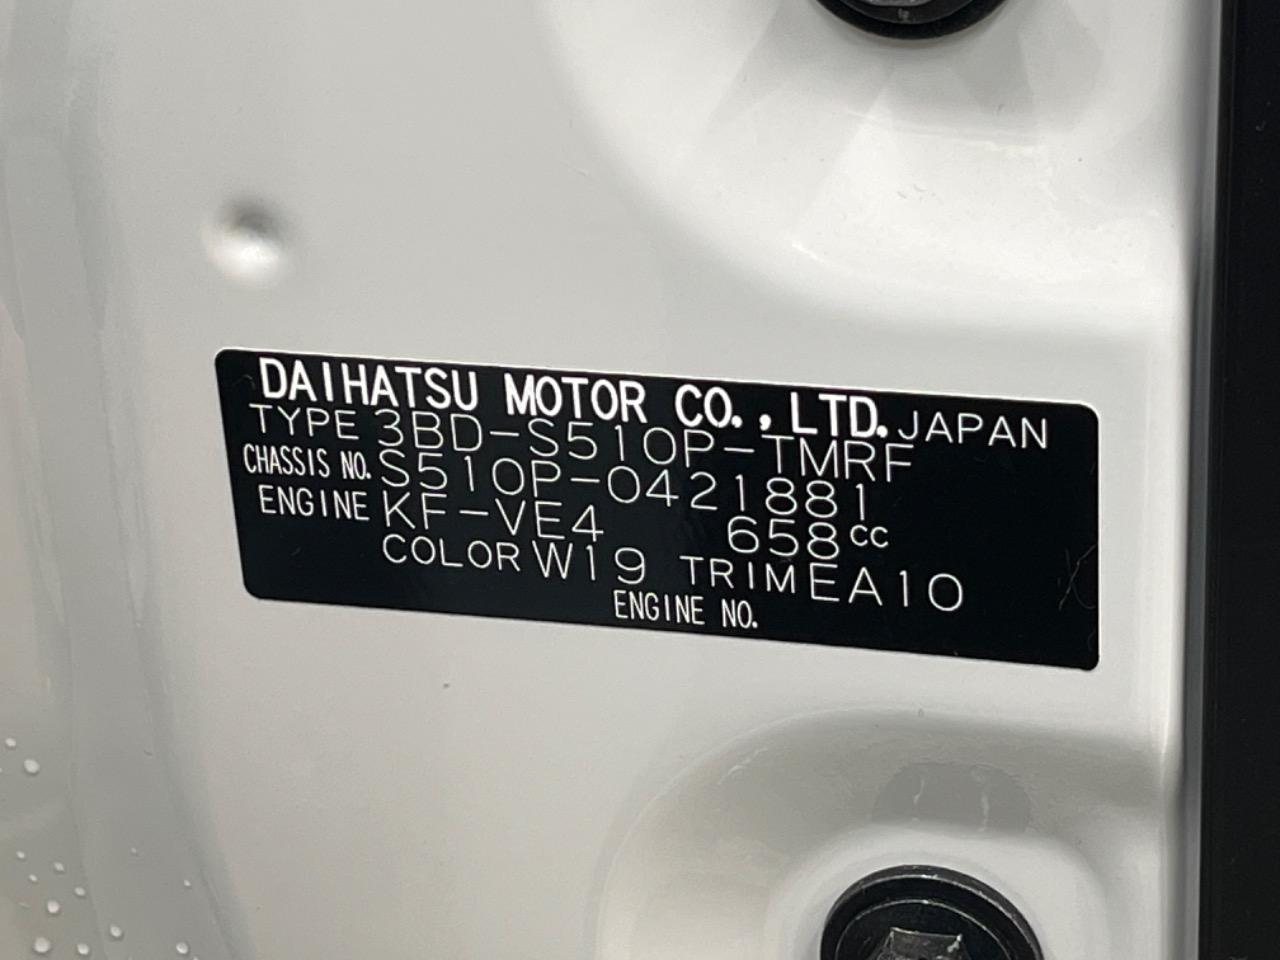 DAIHATSU MOTOR CO., LTD. JAPAN
TYPE 3BD-S510P-TMRF
CHASSIS NO. S510P-0421881
ENGINE KF-VE4 658cc
COLOR W19 TRIM EA10
ENGINE NO.